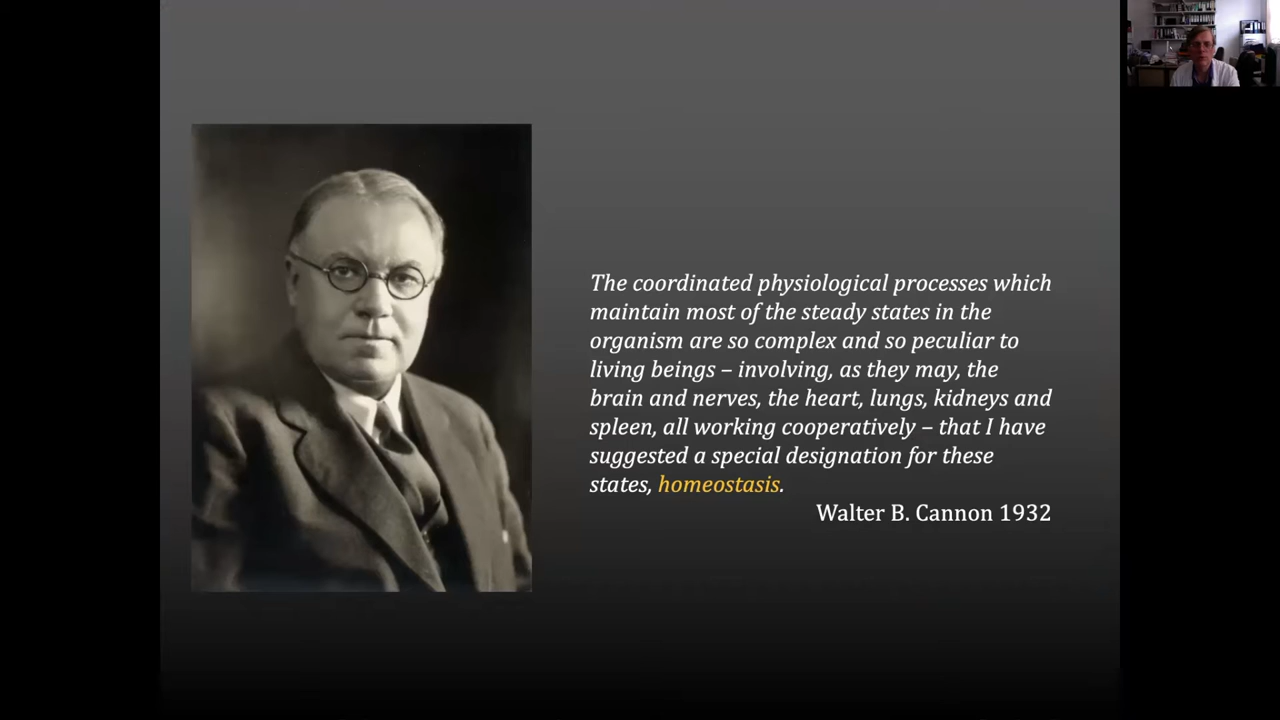 The coordinated physiological processes which
maintain most of the steady states in the
organism are so complex and so peculiar to
living beings – involving, as they may, the
brain and nerves, the heart, lungs, kidneys and
spleen, all working cooperatively – that I have
suggested a special designation for these
states, homeostasis.
Walter B. Cannon 1932